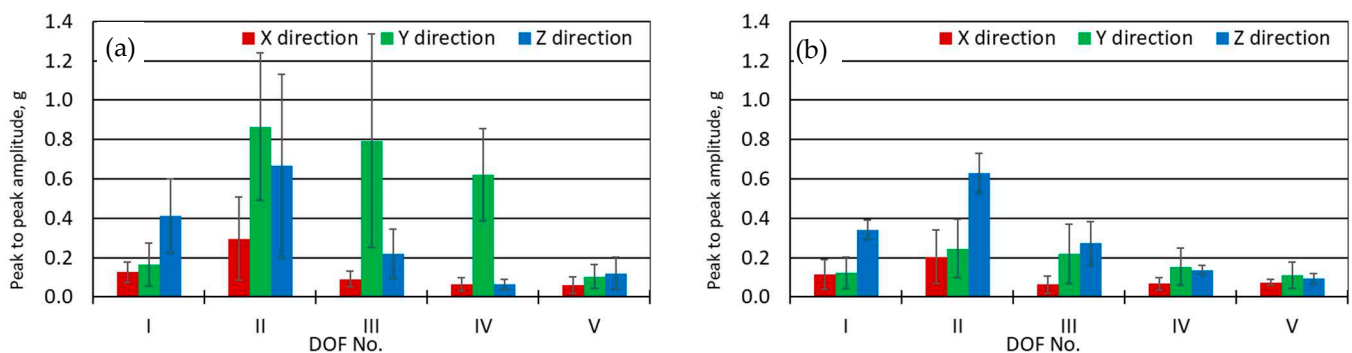 (a)
X direction Y direction Z direction
Peak to peak amplitude, g
1.4
1.2
1.0
0.8
0.6
0.4
0.2
0.0
I II III IV V
DOF No.
(b)
X direction Y direction Z direction
Peak to peak amplitude, g
1.4
1.2
1.0
0.8
0.6
0.4
0.2
0.0
I II III IV V
DOF No.